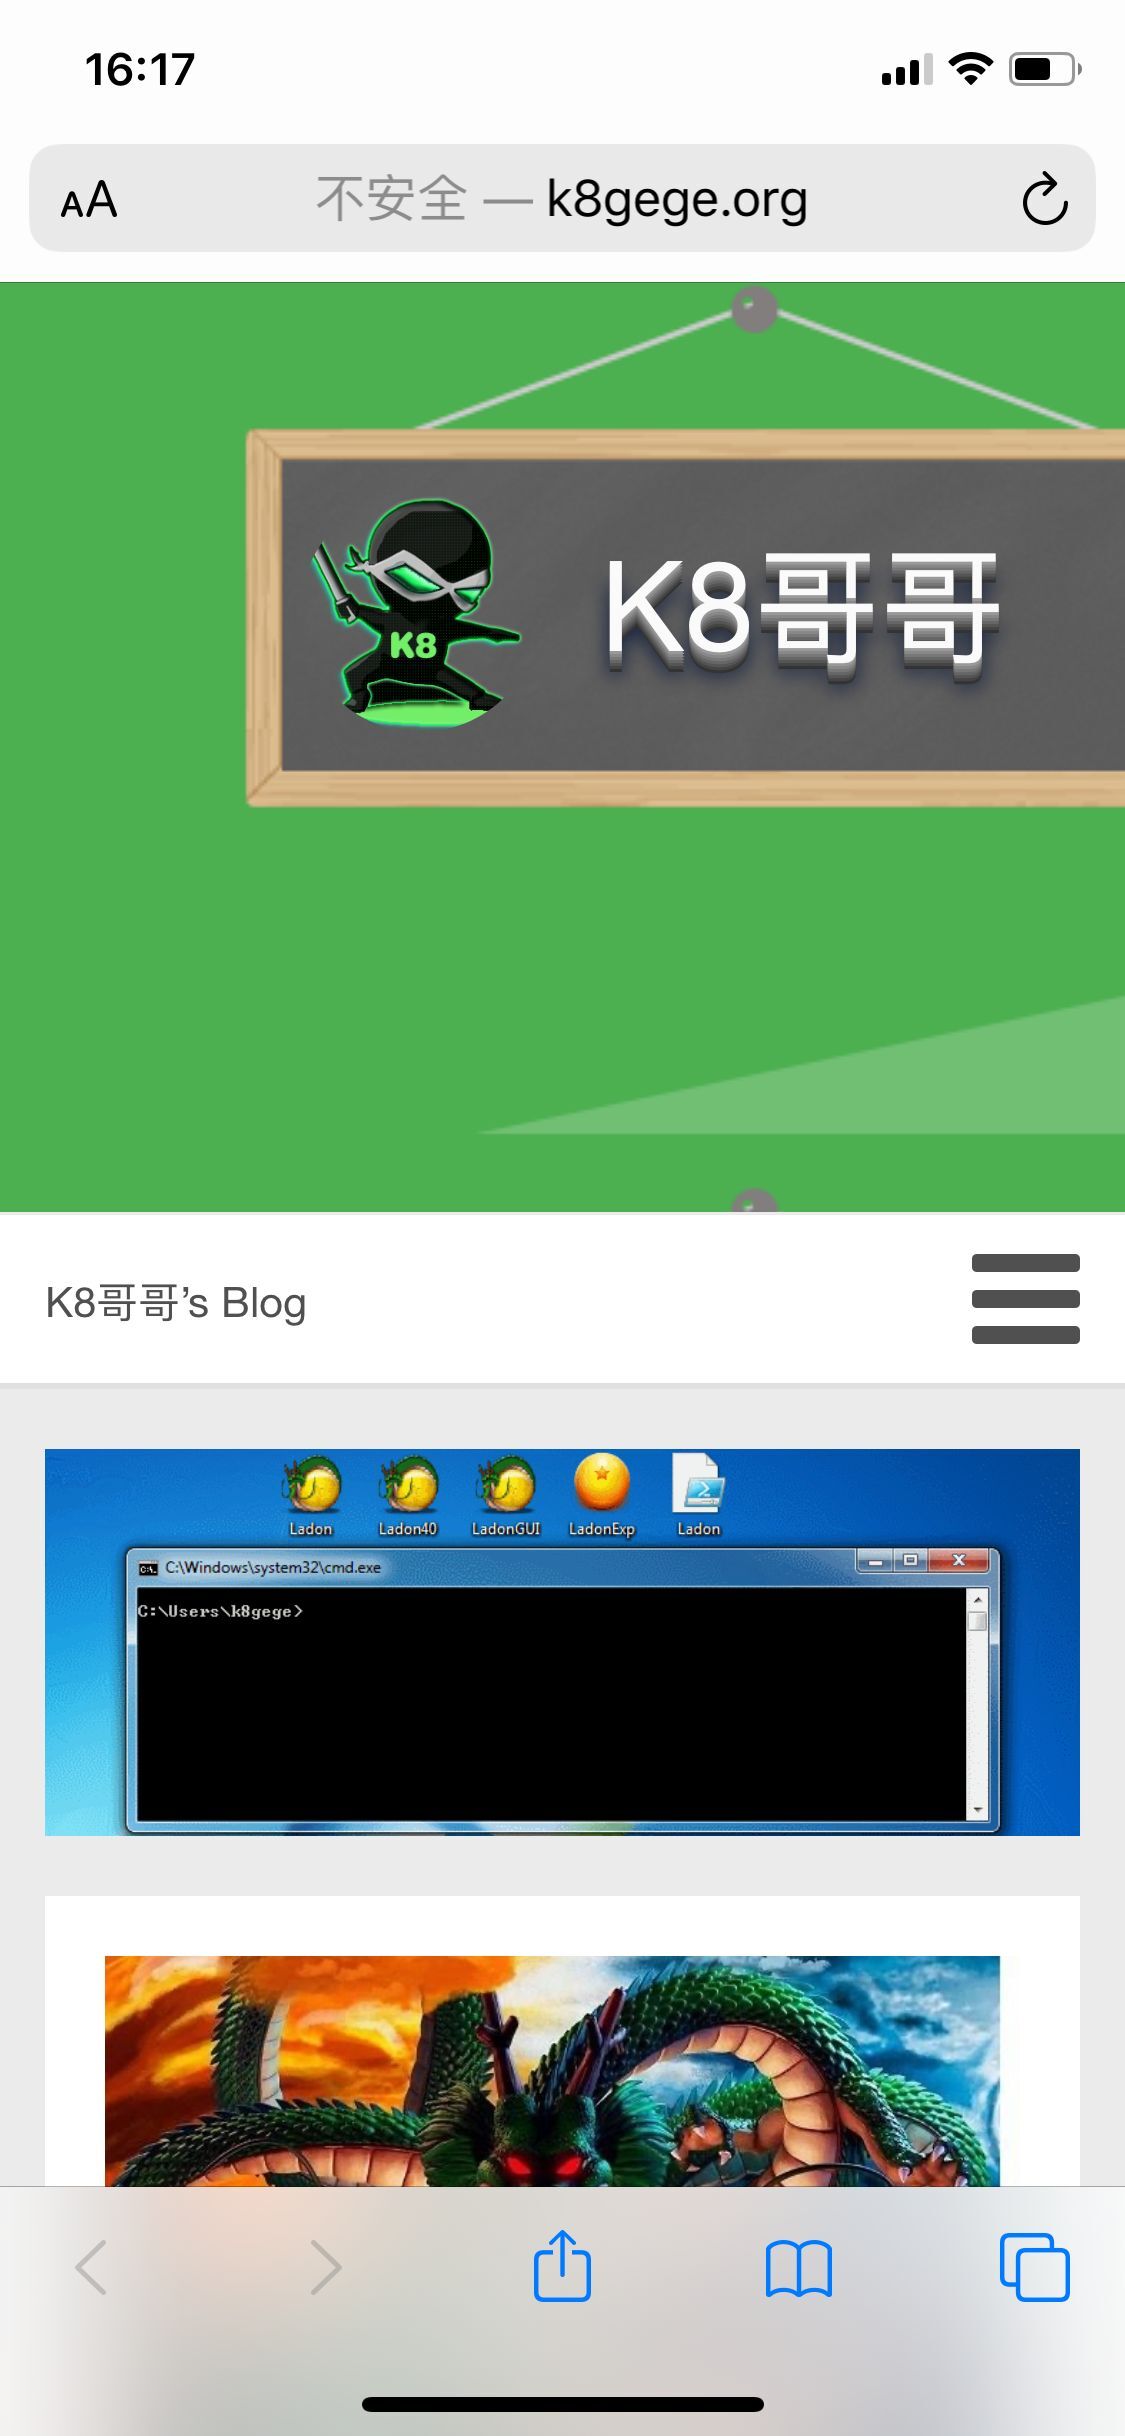 16:17
AA 不安全 — k8gege.org
K8
K8哥哥
K8哥哥’s Blog
Ladon Ladon40 LadonGUI LadonExp Ladon
C:\Windows\system32\cmd.exe
C:\Users\k8gege>